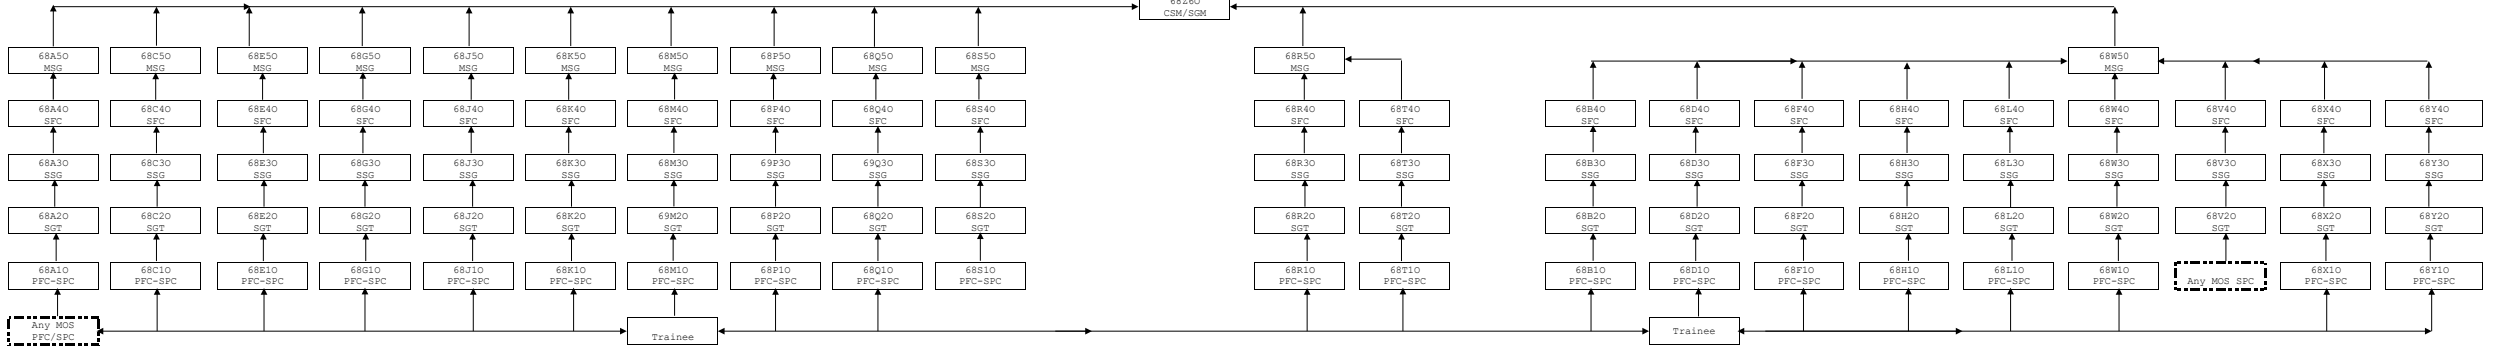 68Z6O
CSM/SGM
68A5O 68C5O 68E5O 68G5O 68J5O 68K5O 68M5O 68P5O 68Q5O 68S5O 68R5O 68W5O
MSG MSG MSG MSG MSG MSG MSG MSG MSG MSG MSG MSG
68A4O 68C4O 68E4O 68G4O 68J4O 68K4O 68M4O 68P4O 68Q4O 68S4O 68R4O 68T4O 68B4O 68D4O 68F4O 68H4O 68L4O 68W4O 68V4O 68X4O 68Y4O
SFC SFC SFC SFC SFC SFC SFC SFC SFC SFC SFC SFC SFC SFC SFC SFC SFC SFC SFC SFC SFC
68A3O 68C3O 68E3O 68G3O 68J3O 68K3O 68M3O 69P3O 69Q3O 68S3O 68R3O 68T3O 68B3O 68D3O 68F3O 68H3O 68L3O 68W3O 68V3O 68X3O 68Y3O
SSG SSG SSG SSG SSG SSG SSG SSG SSG SSG SSG SSG SSG SSG SSG SSG SSG SSG SSG SSG SSG
68A2O 68C2O 68E2O 68G2O 68J2O 68K2O 69M2O 68P2O 68Q2O 68S2O 68R2O 68T2O 68B2O 68D2O 68F2O 68H2O 68L2O 68W2O 68V2O 68X2O 68Y2O
SGT SGT SGT SGT SGT SGT SGT SGT SGT SGT SGT SGT SGT SGT SGT SGT SGT SGT SGT SGT SGT
68A1O 68C1O 68E1O 68G1O 68J1O 68K1O 68M1O 68P1O 68Q1O 68S1O 68R1O 68T1O 68B1O 68D1O 68F1O 68H1O 68L1O 68W1O 68X1O 68Y1O
PFC-SPC PFC-SPC PFC-SPC PFC-SPC PFC-SPC PFC-SPC PFC-SPC PFC-SPC PFC-SPC PFC-SPC PFC-SPC PFC-SPC PFC-SPC PFC-SPC PFC-SPC PFC-SPC PFC-SPC PFC-SPC Any MOS SPC PFC-SPC PFC-SPC
Any MOS
PFC/SPC Trainee Trainee